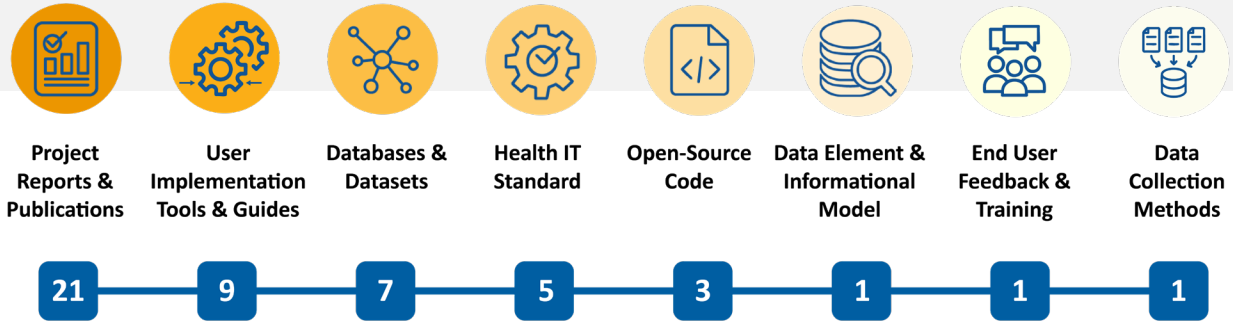 Project
Reports &
Publications
User
Implementation
Tools & Guides
Databases &
Datasets
Health IT
Standard
</>
Open-Source
Code
Data Element &
Informational
Model
End User
Feedback &
Training
Data
Collection
Methods
21
9
7
5
3
1
1
1